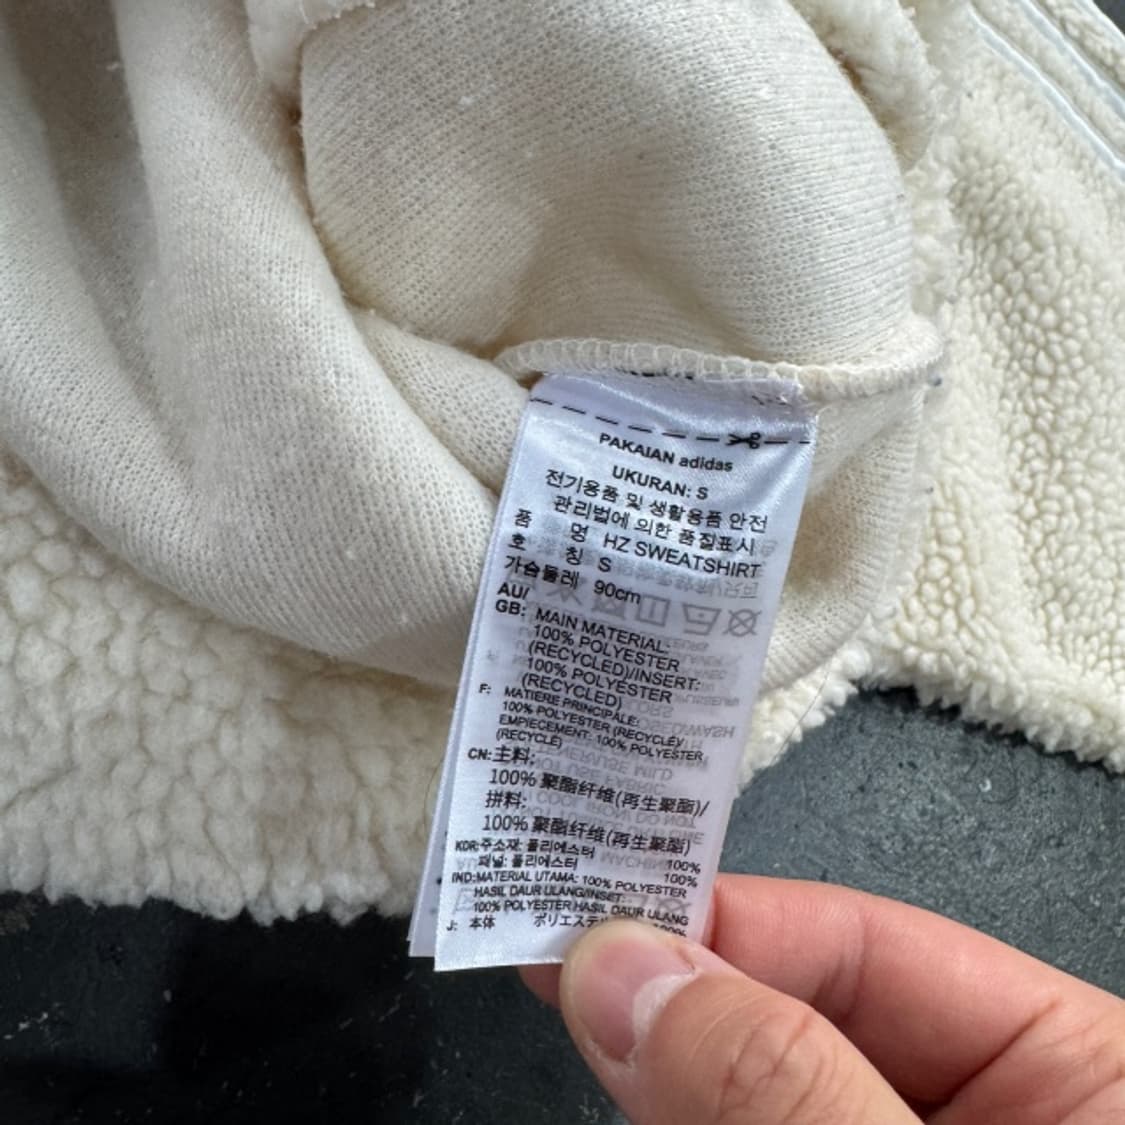 PAKAIAN adidas
UKURAN: S
전기용품 및 생활용품 안전
관리법에 의한 품질표시
품 명 HZ SWEATSHIRT
호 칭 S
가슴둘레 90cm
AU/
GB: MAIN MATERIAL:
100% POLYESTER
(RECYCLED)/INSERT:
100% POLYESTER
(RECYCLED)
F: MATIERE PRINCIPALE:
100% POLYESTER (RECYCLE)/
EMPIECEMENT: 100% POLYESTER
(RECYCLE)
CN: 主料:
100% 聚酯纤维(再生聚酯)/
拼料:
100% 聚酯纤维(再生聚酯)
KOR: 주소재: 폴리에스터 100%
패널: 폴리에스터 100%
IND: MATERIAL UTAMA: 100% POLYESTER
HASIL DAUR ULANG/INSET:
100% POLYESTER HASIL DAUR ULANG
J: 本体